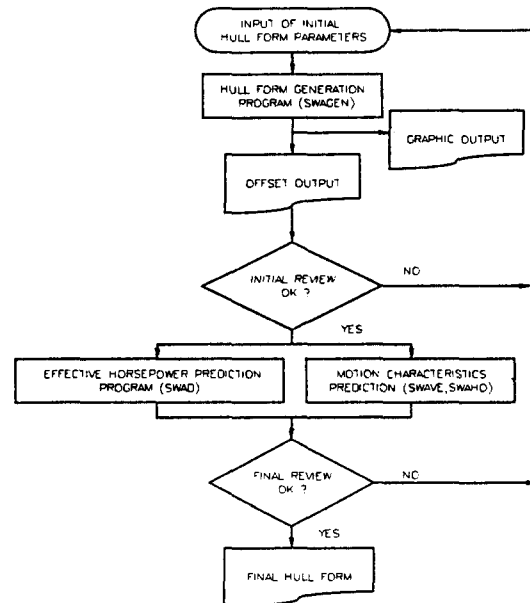 INPUT OF INITIAL
HULL FORM PARAMETERS
HULL FORM GENERATION
PROGRAM (SWAGEN)
GRAPHIC OUTPUT
OFFSET OUTPUT
INITIAL REVIEW
OK ?
NO
YES
EFFECTIVE HORSEPOWER PREDICTION
PROGRAM (SWAD)
MOTION CHARACTERISTICS
PREDICTION (SWAVE,SWAHD)
FINAL REVIEW
OK ?
NO
YES
FINAL HULL FORM